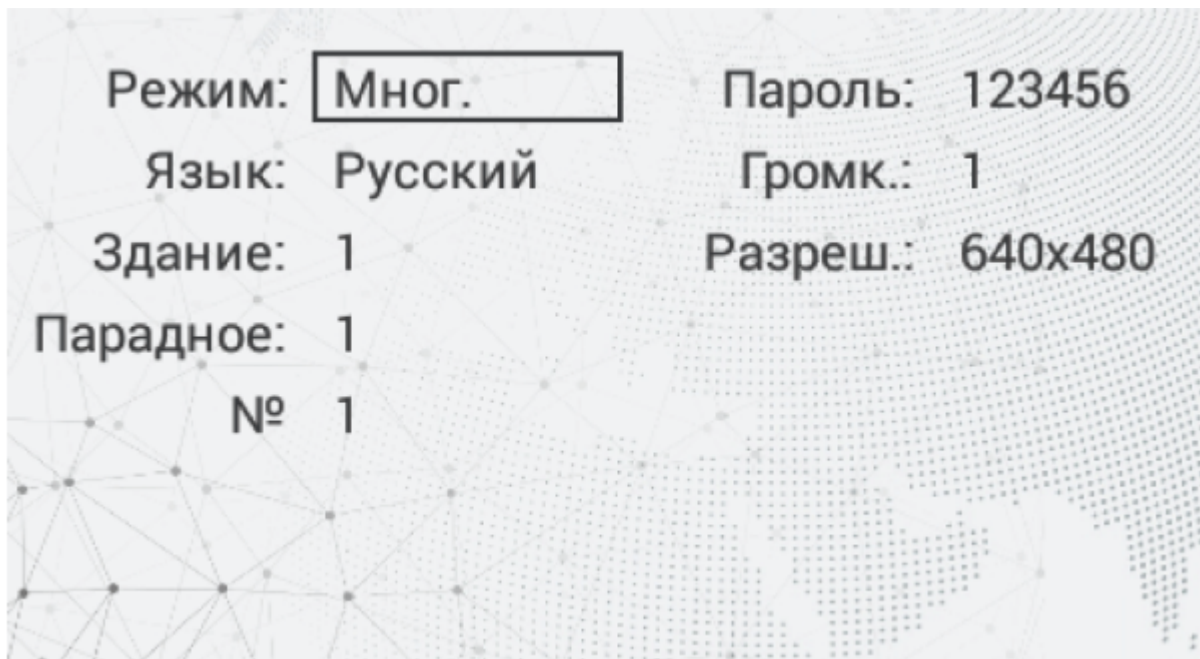 Режим: Мног.
Язык: Русский
Здание: 1
Парадное: 1
№ 1
Пароль: 123456
Громк.: 1
Разреш.: 640x480